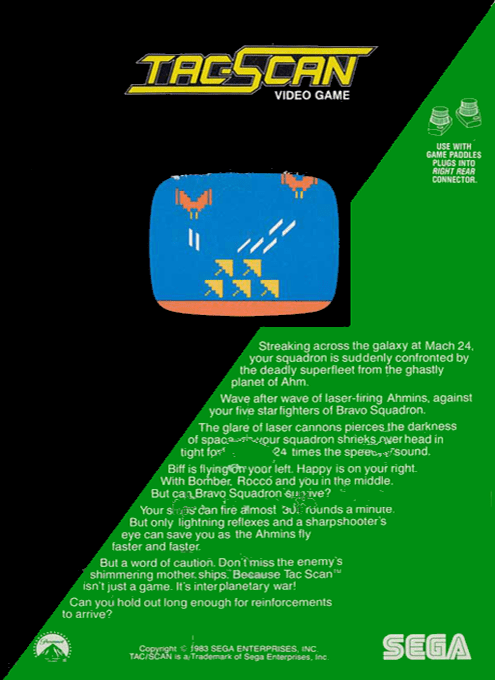 TAC-SCAN
VIDEO GAME
USE WITH
GAME PADDLES
PLUGS INTO
RIGHT REAR
CONNECTOR.
Streaking across the galaxy at Mach 24,
your squadron is suddenly confronted by
the deadly superfleet from the ghastly
planet of Ahm.
Wave after wave of laser-firing Ahmins, against
your five starfighters of Bravo Squadron.
The glare of laser cannons pierces the darkness
of space your squadron shrieks overhead in
tight 24 times the speed sound.
Biff is flying on your left. Happy is on your right.
With Bomber, Rocco and you in the middle.
But can Bravo Squadron survive?
Your ships can fire almost rounds a minute.
But only lightning reflexes and a sharpshooter's
eye can save you as the Ahmins fly
faster and faster.
But a word of caution. Don't miss the enemy's
shimmering mother ships. Because Tac Scan™
isn't just a game. It's interplanetary war!
Can you hold out long enough for reinforcements
to arrive?
Paramount
Copyright © 1983 SEGA ENTERPRISES, INC.
TAC/SCAN is a Trademark of Sega Enterprises, Inc.
SEGA